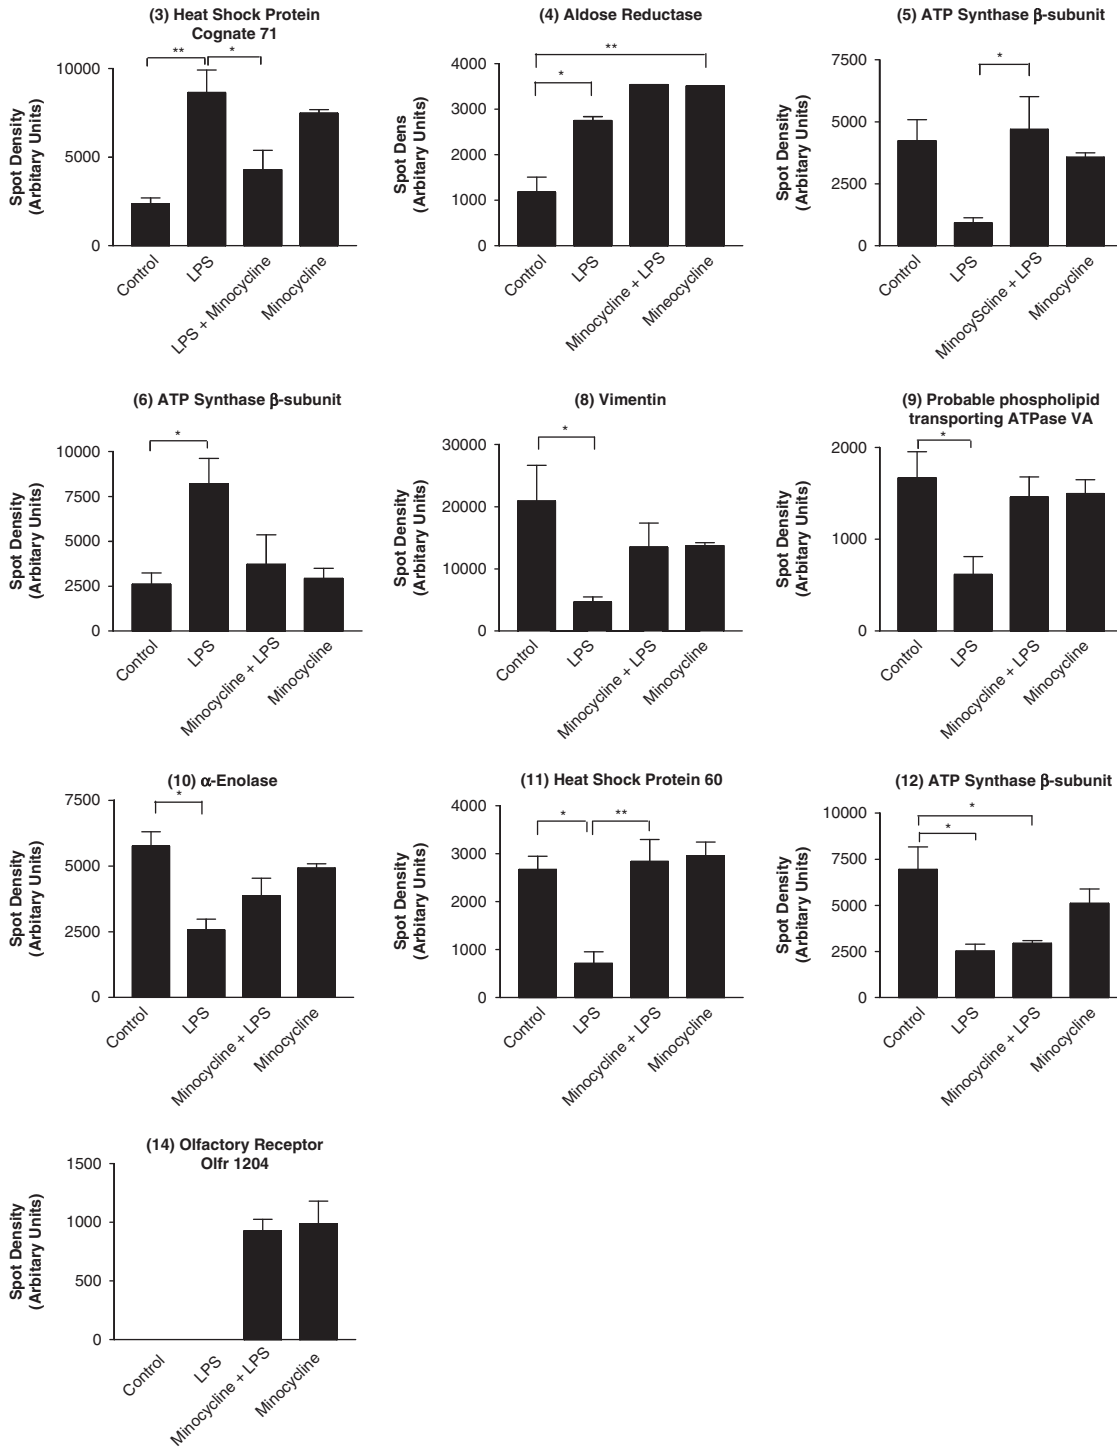 (3) Heat Shock Protein
Cognate 71
**
*
10000
5000
0
Spot Density
(Arbitary Units)
Control
LPS
LPS + Minocycline
Minocycline
(4) Aldose Reductase
**
*
4000
3000
2000
1000
0
Spot Dens
(Arbitary Units)
Control
LPS
Minocycline + LPS
Mineocycline
(5) ATP Synthase β-subunit
*
7500
5000
2500
0
Spot Density
(Arbitary Units)
Control
LPS
MinocyScline + LPS
Minocycline
(6) ATP Synthase β-subunit
*
10000
7500
5000
2500
0
Spot Density
(Arbitary Units)
Control
LPS
Minocycline + LPS
Minocycline
(8) Vimentin
*
30000
20000
10000
0
Spot Density
(Arbitary Units)
Control
LPS
Minocycline + LPS
Minocycline
(9) Probable phospholipid
transporting ATPase VA
*
2000
1000
0
Spot Density
(Arbitary Units)
Control
LPS
Minocycline + LPS
Minocycline
(10) α-Enolase
*
7500
5000
2500
0
Spot Density
(Arbitary Units)
Control
LPS
Minocycline + LPS
Minocycline
(11) Heat Shock Protein 60
*
**
4000
3000
2000
1000
0
Spot Density
(Arbitary Units)
Control
LPS
Minocycline + LPS
Minocycline
(12) ATP Synthase β-subunit
*
*
10000
7500
5000
2500
0
Spot Density
(Arbitary Units)
Control
LPS
Minocycline + LPS
Minocycline
(14) Olfactory Receptor
Olfr 1204
1500
1000
500
0
Spot Density
(Arbitary Units)
Control
LPS
Minocycline + LPS
Minocycline